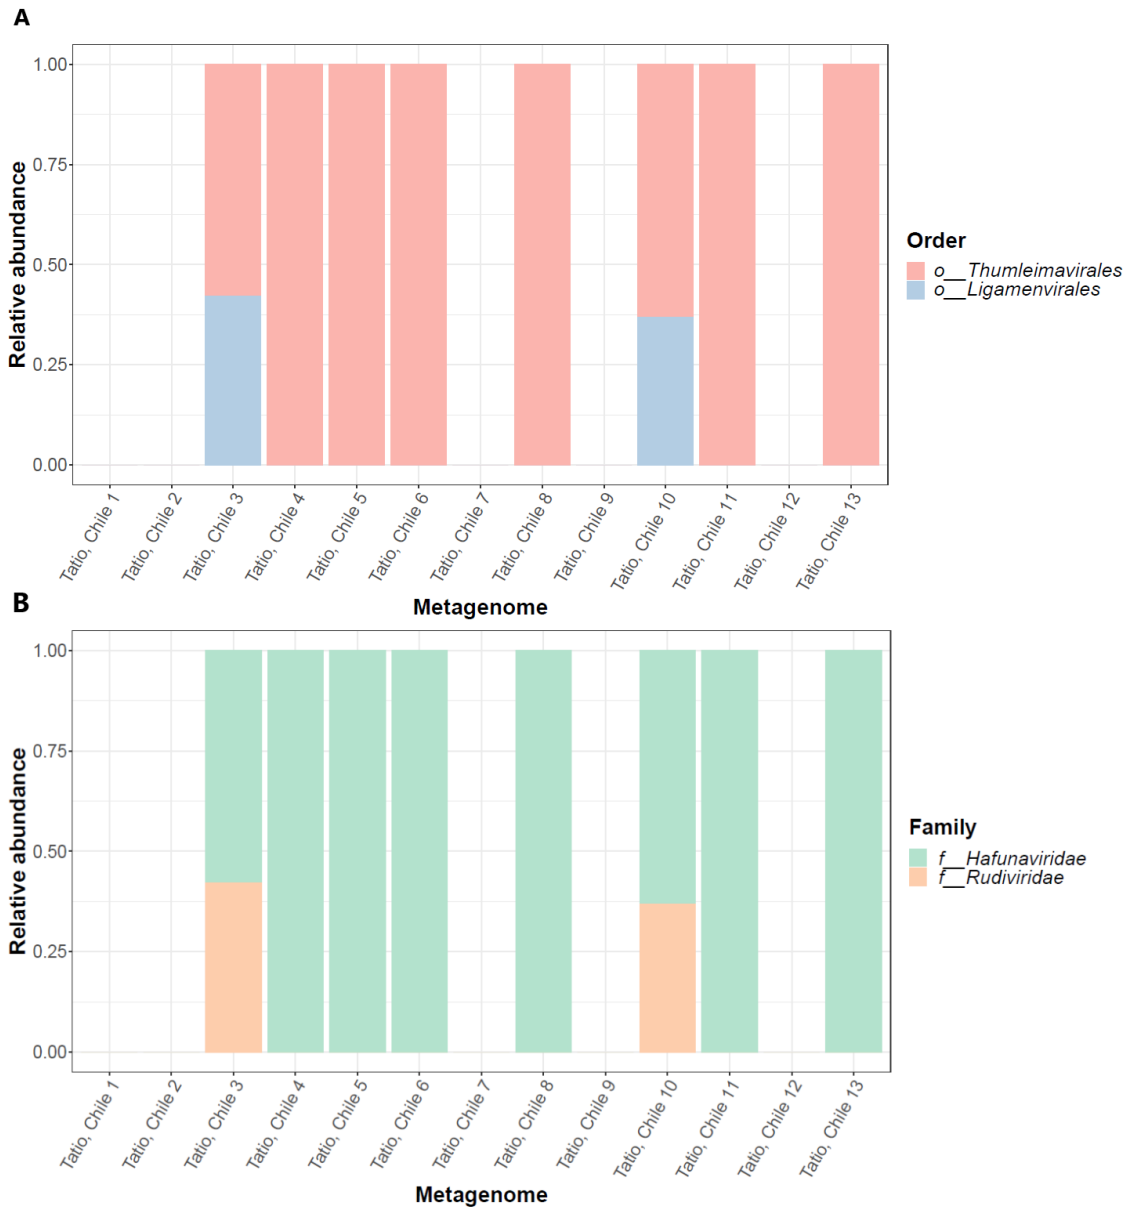 A
1.00
0.75
0.50
0.25
0.00
Relative abundance
Tatio, Chile 1
Tatio, Chile 2
Tatio, Chile 3
Tatio, Chile 4
Tatio, Chile 5
Tatio, Chile 6
Tatio, Chile 7
Tatio, Chile 8
Tatio, Chile 9
Tatio, Chile 10
Tatio, Chile 11
Tatio, Chile 12
Tatio, Chile 13
Metagenome
Order
o__Thumleimavirales
o__Ligamenvirales
B
1.00
0.75
0.50
0.25
0.00
Relative abundance
Tatio, Chile 1
Tatio, Chile 2
Tatio, Chile 3
Tatio, Chile 4
Tatio, Chile 5
Tatio, Chile 6
Tatio, Chile 7
Tatio, Chile 8
Tatio, Chile 9
Tatio, Chile 10
Tatio, Chile 11
Tatio, Chile 12
Tatio, Chile 13
Metagenome
Family
f__Hafunaviridae
f__Rudiviridae